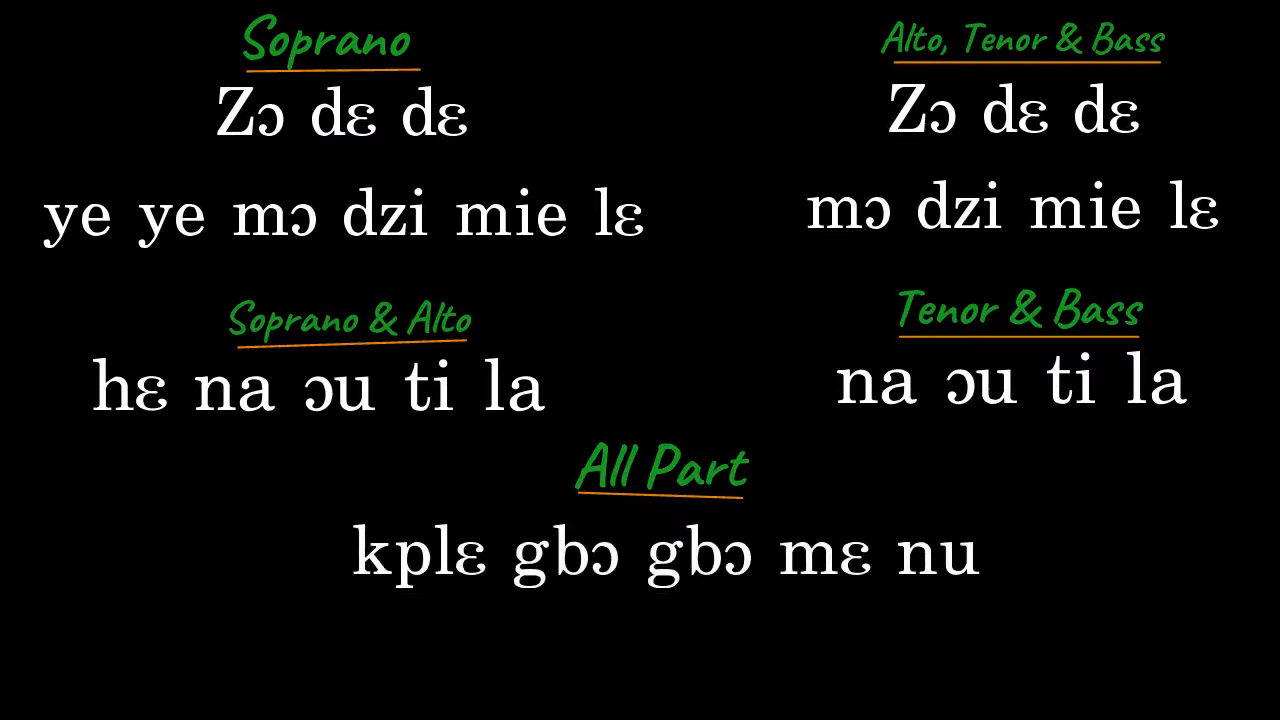 Soprano
Zɔ dɛ dɛ
ye ye mɔ dzi mie lɛ
Alto, Tenor & Bass
Zɔ dɛ dɛ
mɔ dzi mie lɛ
Soprano & Alto
hɛ na ɔu ti la
Tenor & Bass
na ɔu ti la
All Part
kplɛ gbɔ gbɔ mɛ nu